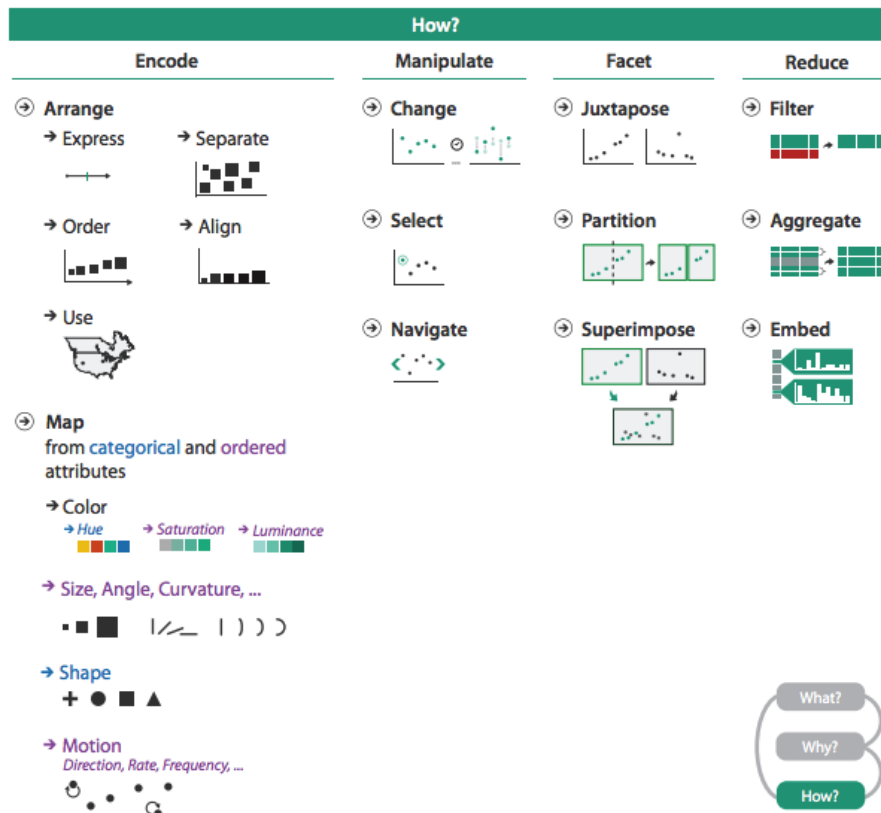 How?
Encode
Manipulate
Facet
Reduce
Arrange
Express
Separate
Order
Align
Use
Map
from categorical and ordered
attributes
Color
Hue
Saturation
Luminance
Size, Angle, Curvature, ...
Shape
Motion
Direction, Rate, Frequency, ...
Change
Select
Navigate
Juxtapose
Partition
Superimpose
Filter
Aggregate
Embed
What?
Why?
How?